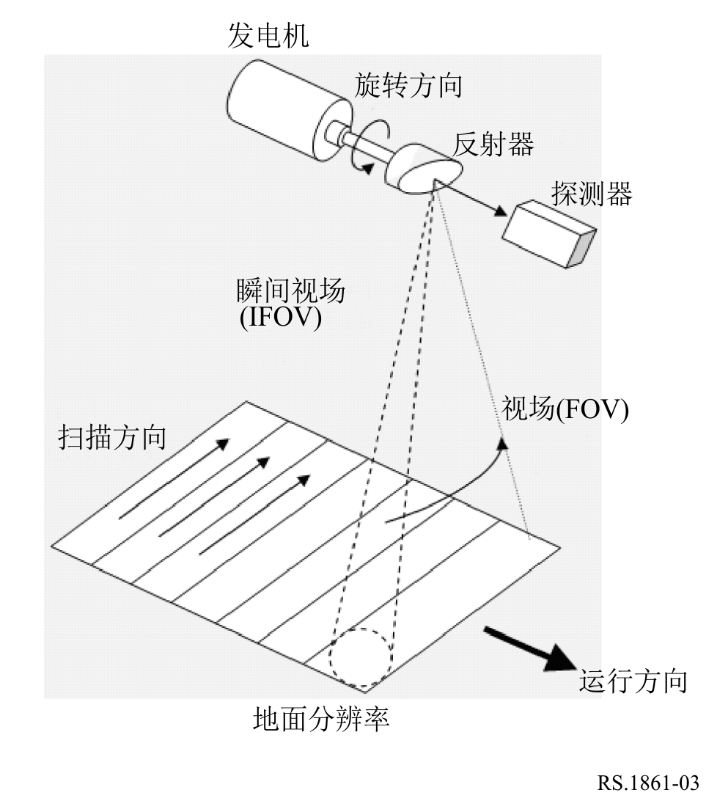 发电机
旋转方向
反射器
探测器
瞬间视场
(IFOV)
视场(FOV)
扫描方向
运行方向
地面分辨率
RS.1861-03